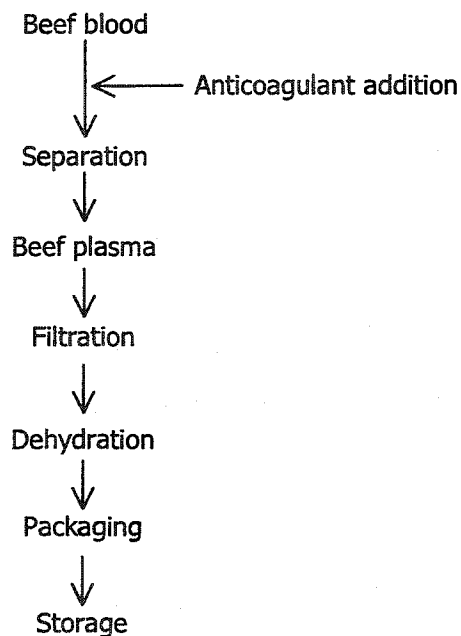 Beef blood
Anticoagulant addition
Separation
Beef plasma
Filtration
Dehydration
Packaging
Storage